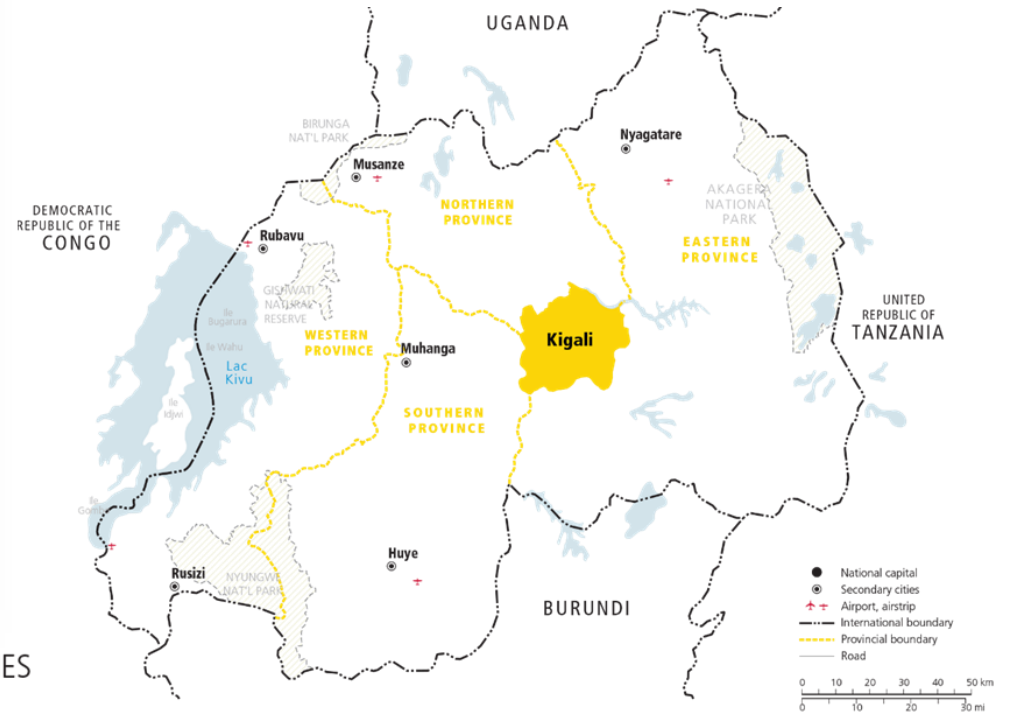 UGANDA
BIRUNGA
NAT'L PARK
Nyagatare
Musanze
AKAGERA
NATIONAL
PARK
NORTHERN
PROVINCE
DEMOCRATIC
REPUBLIC OF THE
CONGO
Rubavu
EASTERN
PROVINCE
GISHWATI
NATURAL
RESERVE
Ile
Bugarura
UNITED
REPUBLIC OF
TANZANIA
WESTERN
PROVINCE
Kigali
Ile Wahu
Muhanga
Lac
Kivu
Ile
Idjwi
SOUTHERN
PROVINCE
Ile
Huye
Rusizi
NYUNGWE
NAT'L PARK
BURUNDI
ES
National capital
Secondary cities
Airport, airstrip
International boundary
Provincial boundary
Road
0 10 20 30 40 50 km
0 10 20 30 mi